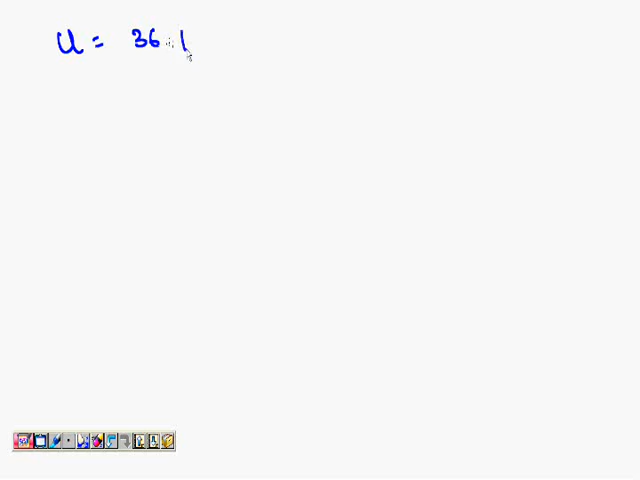 u = 36.1